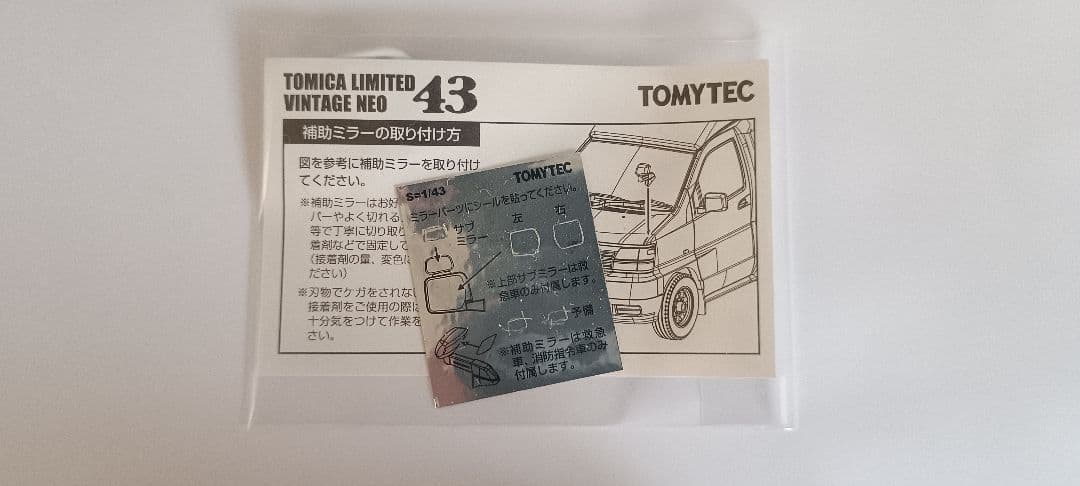 TOMICA LIMITED
VINTAGE NEO 43
TOMYTEC
補助ミラーの取り付け方
図を参考に補助ミラーを取り付け
てください。
※補助ミラーはお好
パーやよく切れる
等で丁寧に切り取り
着剤などで固定して
（接着剤の量、変色に
ださい）
※刃物でケガをされな
接着剤をご使用の際は
十分気をつけて作業を
さい。
S=1/43
TOMYTEC
ミラーパーツにシールを貼ってください。
サブ
ミラー
左
右
※上部サブミラーは救
急車のみ付属します。
予備
※補助ミラーは救急
車、消防指令車のみ
付属します。